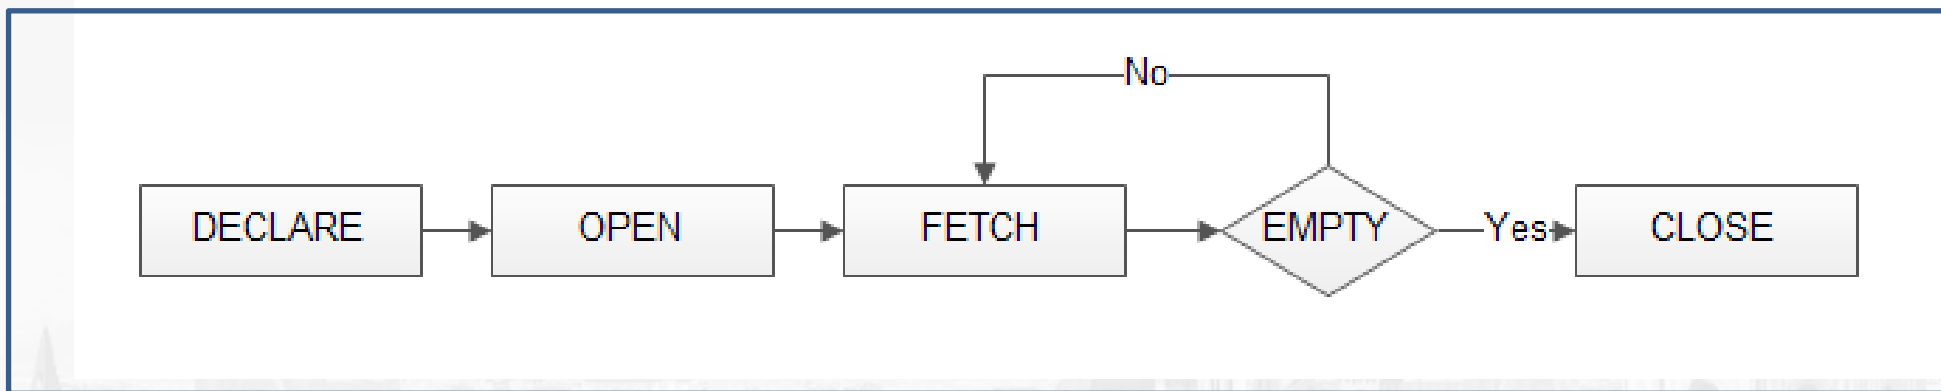 No
DECLARE
OPEN
FETCH
EMPTY
Yes
CLOSE